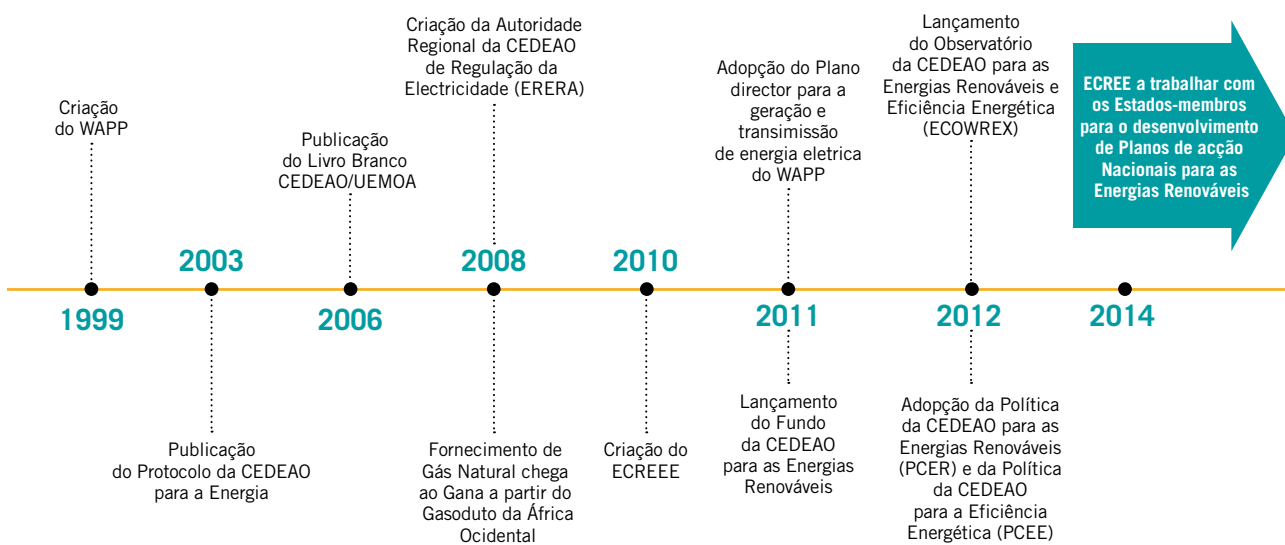 Criação
do WAPP
1999
2003
Publicação
do Protocolo da CEDEAO
para a Energia
Publicação
do Livro Branco
CEDEAO/UEMOA
2006
Criação da Autoridade
Regional da CEDEAO
de Regulação da
Electricidade (ERERA)
2008
Fornecimento de
Gás Natural chega
ao Gana a partir do
Gasoduto da África
Ocidental
2010
Criação do
ECREEE
Adopção do Plano
director para a
geração e
transimissão
de energia eletrica
do WAPP
2011
Lançamento
do Fundo
da CEDEAO
para as Energias
Renováveis
Lançamento
do Observatório
da CEDEAO para as
Energias Renováveis e
Eficiência Energética
(ECOWREX)
2012
Adopção da Política
da CEDEAO para as
Energias Renováveis
(PCER) e da Política
da CEDEAO
para a Eficiência
Energética (PCEE)
ECREE a trabalhar com
os Estados-membros
para o desenvolvimento
de Planos de acção
Nacionais para as
Energias Renováveis
2014